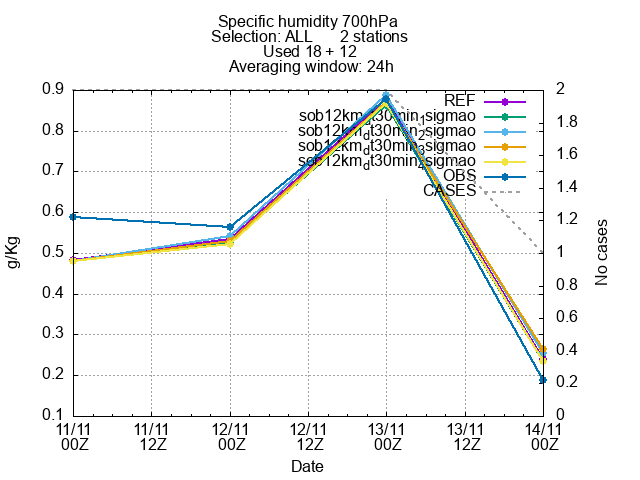 Specific humidity 700hPa
Selection: ALL 2 stations
Used 18 + 12
Averaging window: 24h
0.9
0.8
0.7
0.6
0.5
0.4
0.3
0.2
0.1
g/Kg
2
1.8
1.6
1.4
1.2
1
0.8
0.6
0.4
0.2
0
No cases
REF
sob12kmdt30min1sigmao
sob12kmdt30min2sigmao
sob12kmdt30min3sigmao
sob12kmdt30min4sigmao
OBS
CASES
11/11 11/11 12/11 12/11 13/11 13/11 14/11
00Z 12Z 00Z 12Z 00Z 12Z 00Z
Date